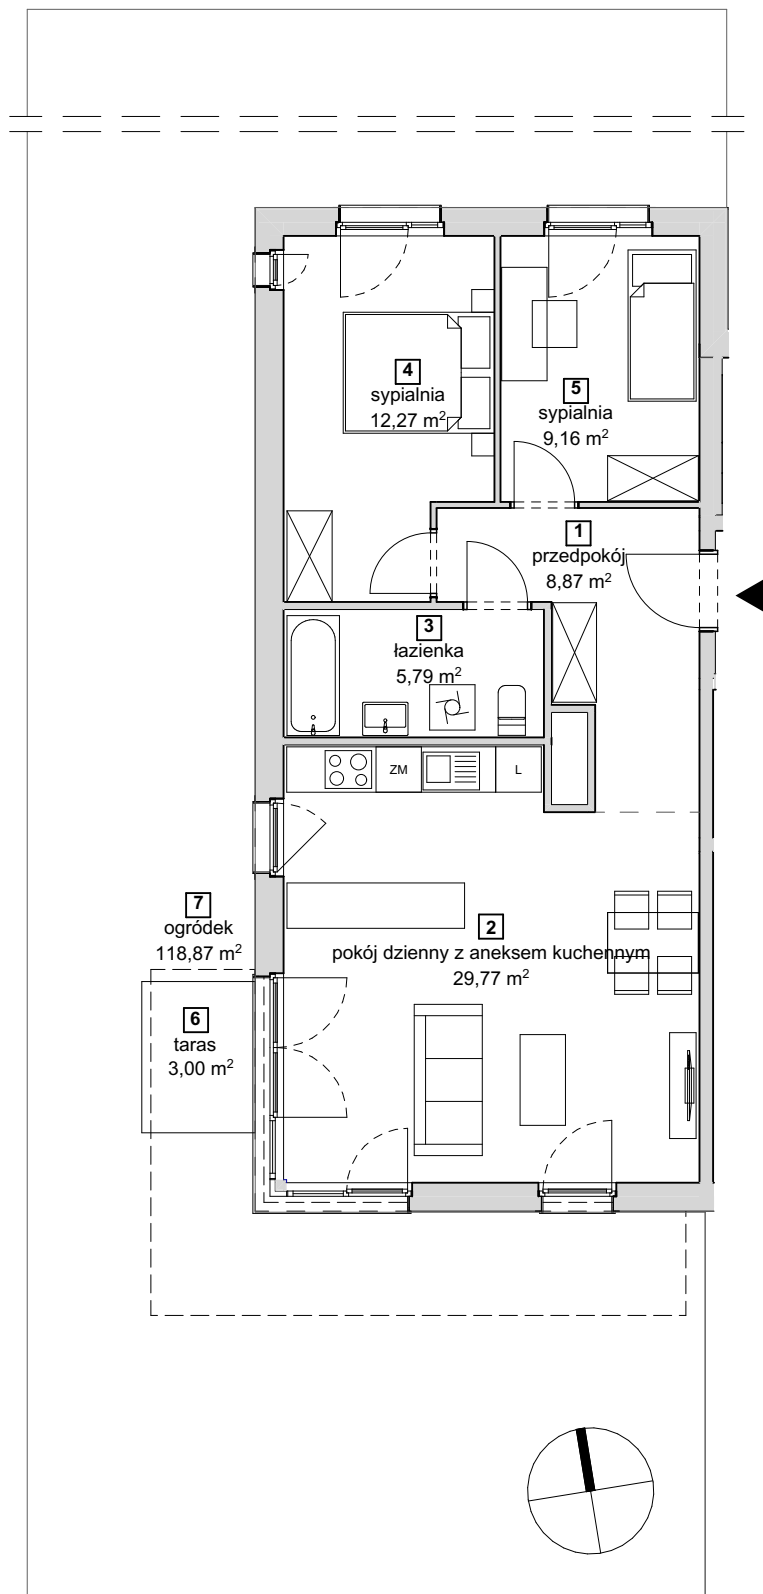 4
sypialnia
12,27 m²
5
sypialnia
9,16 m²
1
przedpokój
8,87 m²
3
łazienka
5,79 m²
ZM
L
7
ogródek
118,87 m²
2
pokój dzienny z aneksem kuchennym
29,77 m²
6
taras
3,00 m²